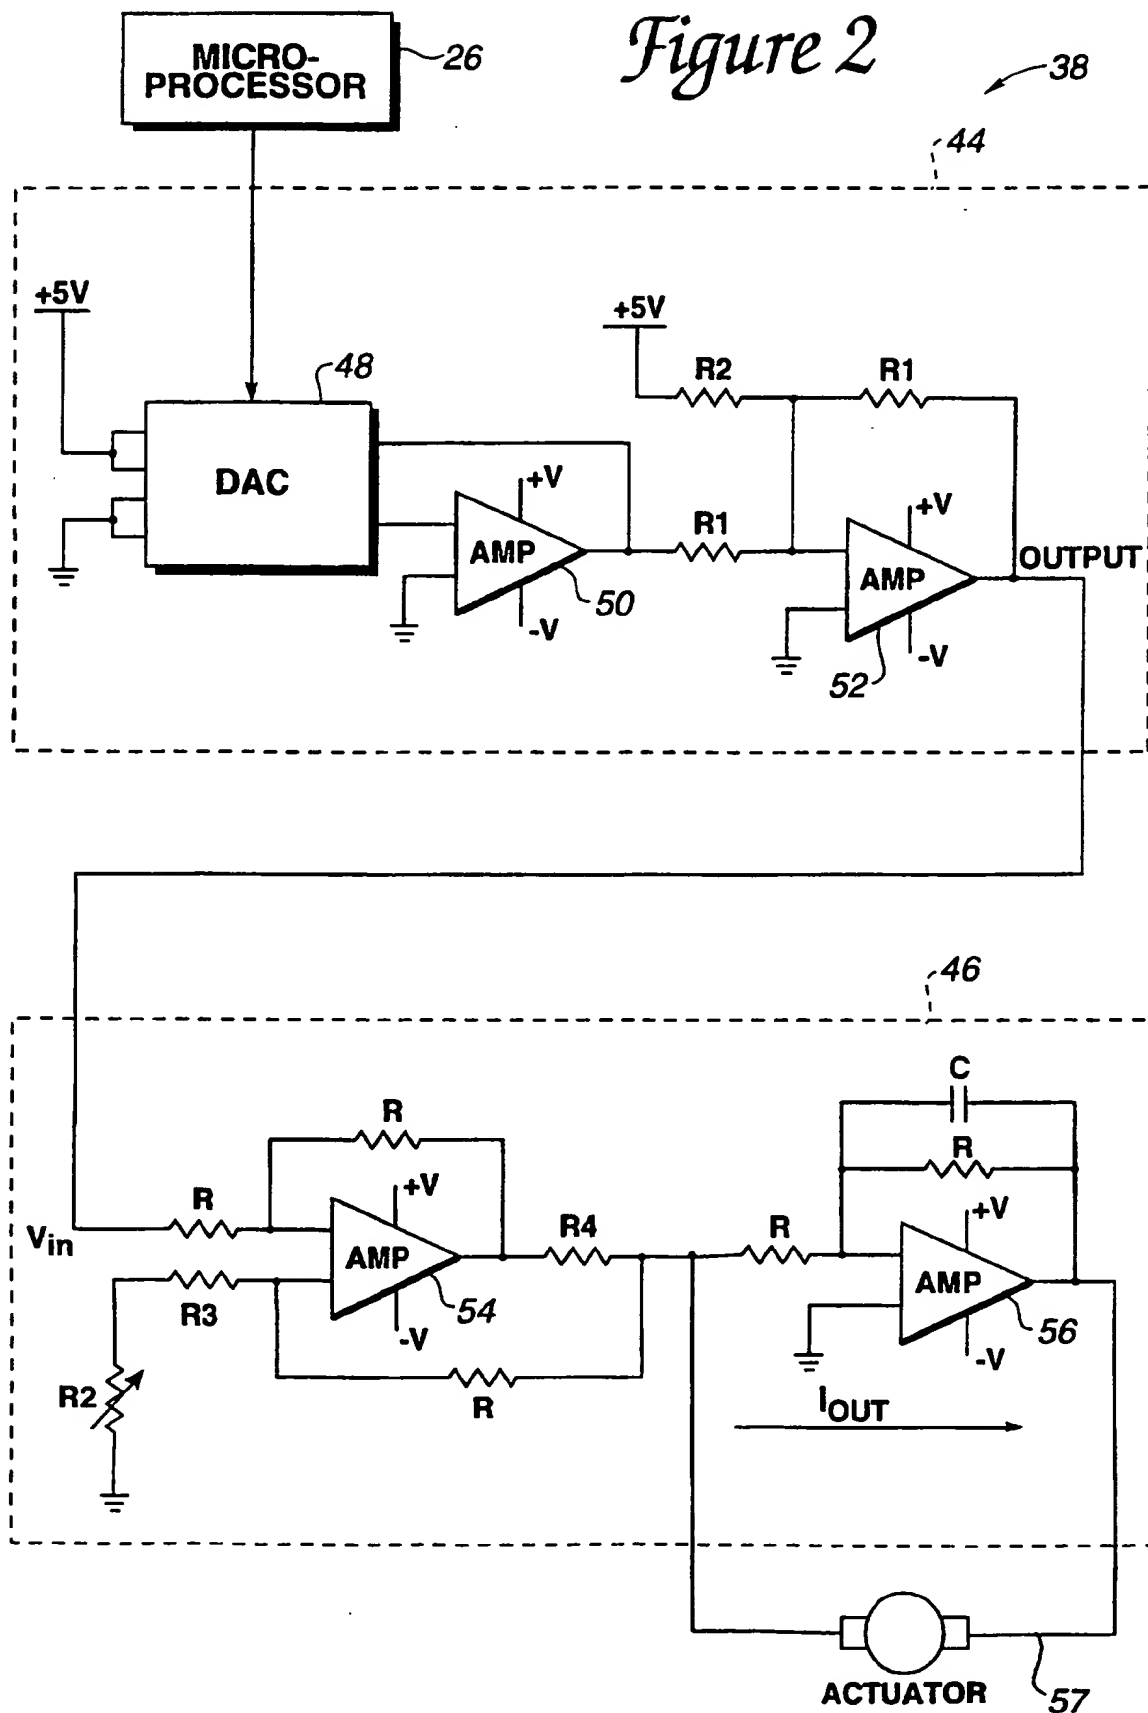 Figure 2
MICRO-
PROCESSOR
26
38
44
+5V
+5V
48
R2
R1
DAC
+V
AMP
50
-V
R1
+V
AMP
52
-V
OUTPUT
46
C
R
R
R
+V
Vin
AMP
54
-V
R4
R
+V
AMP
56
-V
R3
R2
R
IOUT
ACTUATOR
57